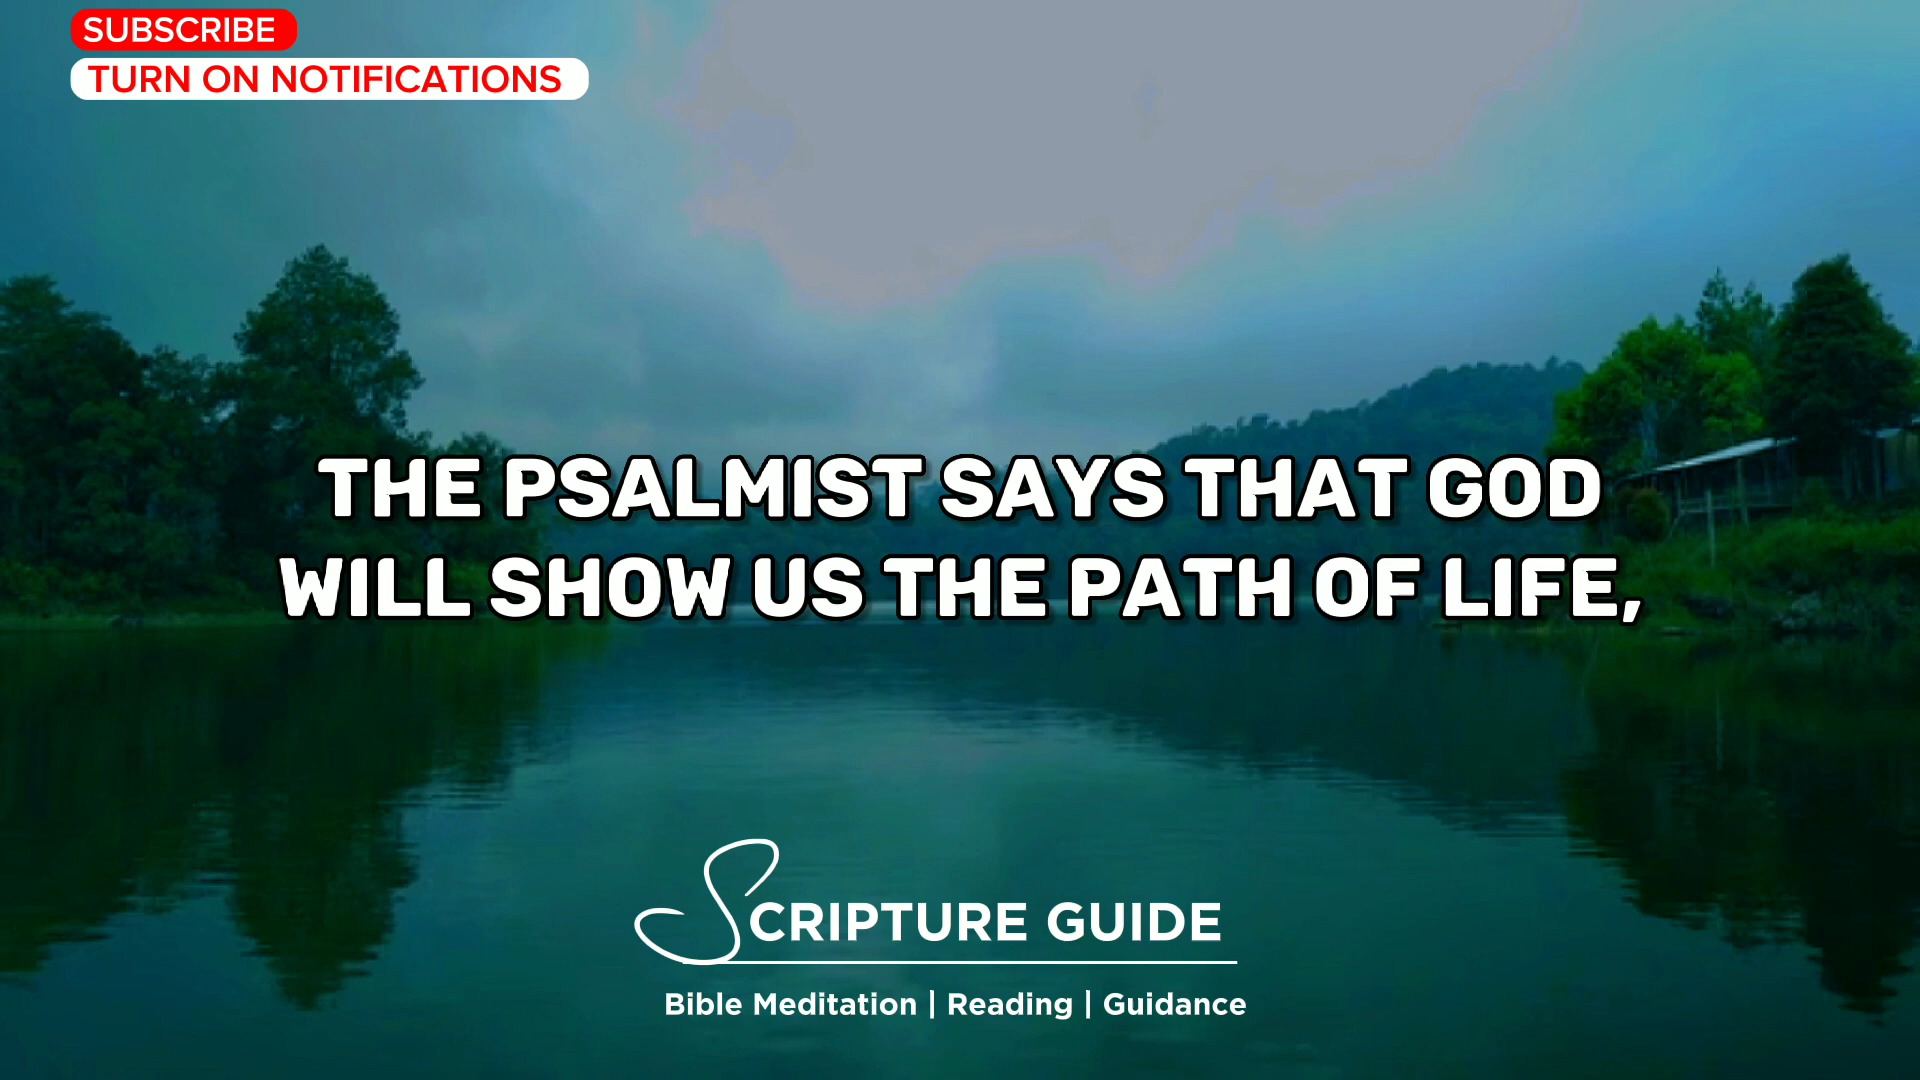 SUBSCRIBE
TURN ON NOTIFICATIONS
THE PSALMIST SAYS THAT GOD
WILL SHOW US THE PATH OF LIFE,
SCRIPTURE GUIDE
Bible Meditation | Reading | Guidance